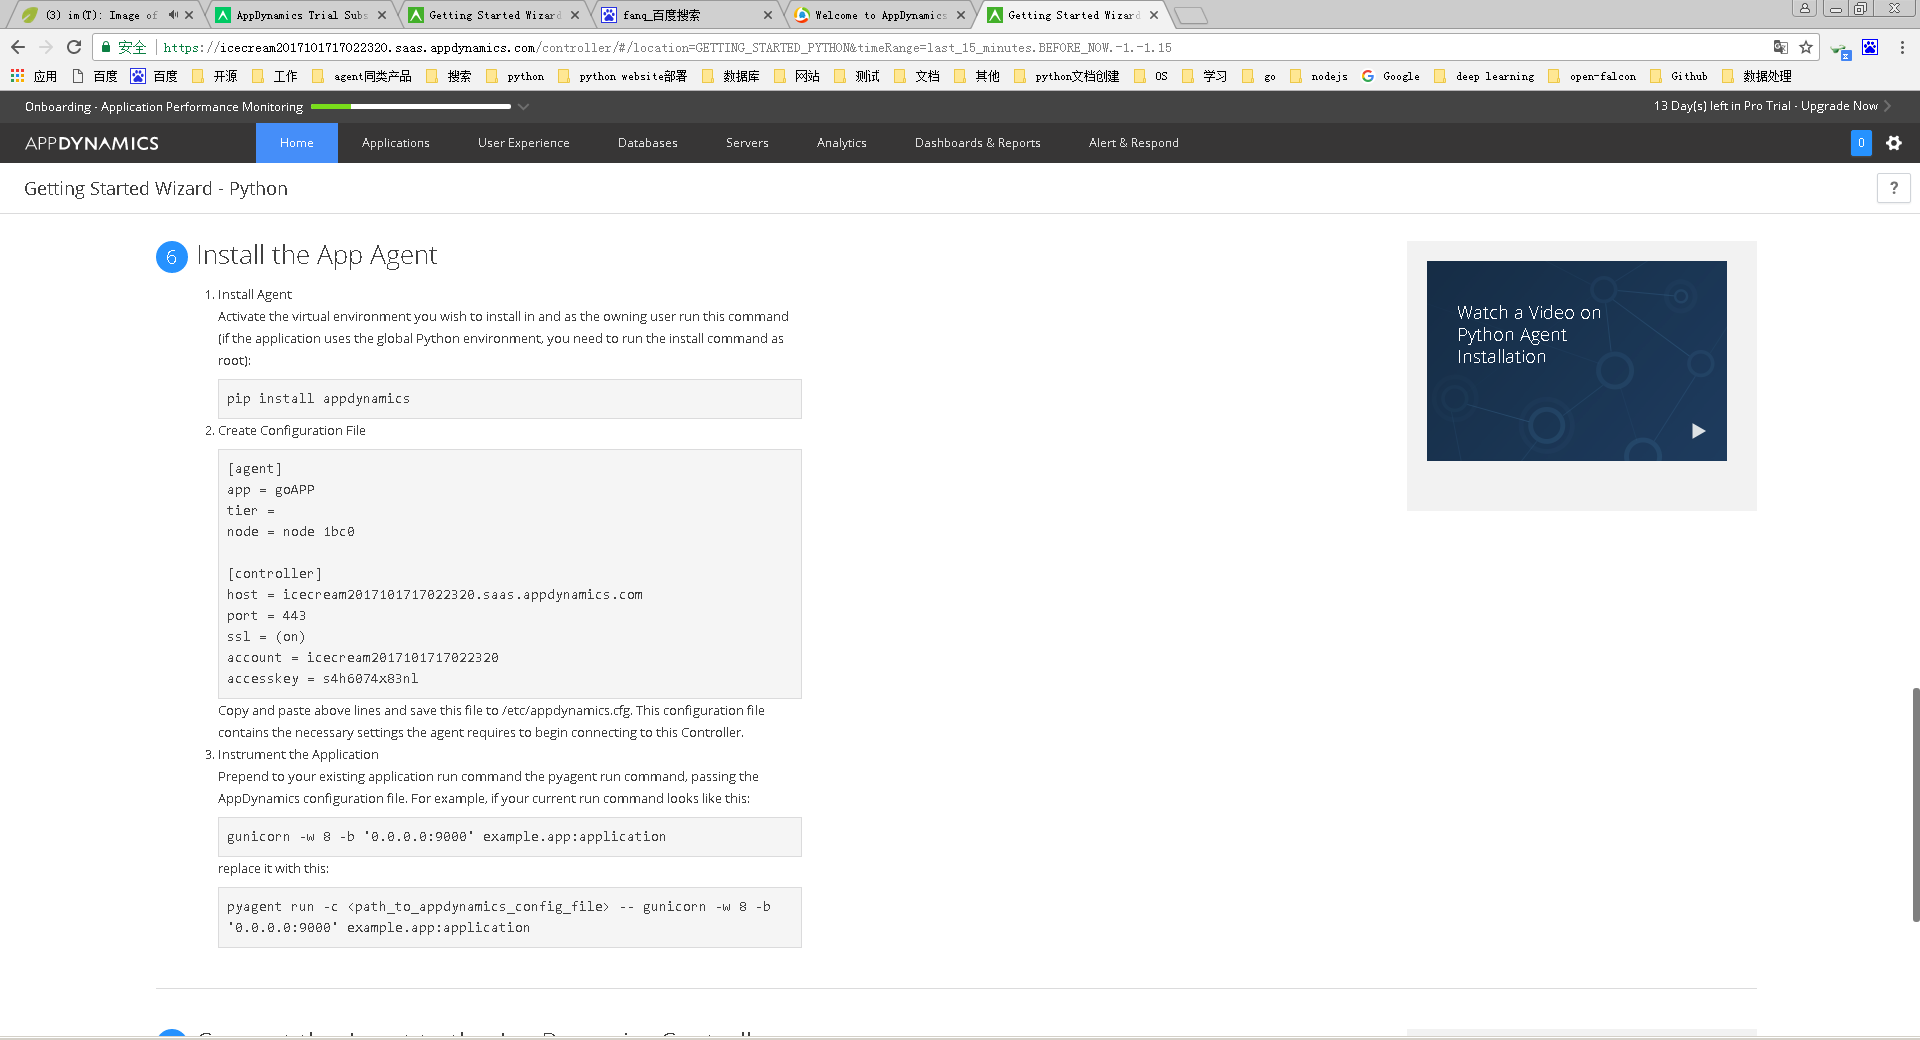 (3) im(T): Image of
AppDynamics Trial Subs
Getting Started Wizard
fanq_百度搜索
Welcome to AppDynamics
Getting Started Wizard
安全 https://icecream2017101717022320.saas.appdynamics.com/controller/#/location=GETTING_STARTED_PYTHON&timeRange=last_15_minutes.BEFORE_NOW.-1.-1.15
应用 百度 百度 开源 工作 agent同类产品 搜索 python python website部署 数据库 网站 测试 文档 其他 python文档创建 OS 学习 go nodejs Google deep learning open-falcon Github 数据处理
Onboarding - Application Performance Monitoring
13 Day(s) left in Pro Trial - Upgrade Now
APPDYNAMICS
Home Applications User Experience Databases Servers Analytics Dashboards & Reports Alert & Respond
0
Getting Started Wizard - Python
?
6 Install the App Agent
1. Install Agent
Activate the virtual environment you wish to install in and as the owning user run this command
(if the application uses the global Python environment, you need to run the install command as
root):
pip install appdynamics
2. Create Configuration File
[agent]
app = goAPP
tier =
node = node 1bc0
[controller]
host = icecream2017101717022320.saas.appdynamics.com
port = 443
ssl = (on)
account = icecream2017101717022320
accesskey = s4h6074x83nl
Copy and paste above lines and save this file to /etc/appdynamics.cfg. This configuration file
contains the necessary settings the agent requires to begin connecting to this Controller.
3. Instrument the Application
Prepend to your existing application run command the pyagent run command, passing the
AppDynamics configuration file. For example, if your current run command looks like this:
gunicorn -w 8 -b '0.0.0.0:9000' example.app:application
replace it with this:
pyagent run -c <path_to_appdynamics_config_file> -- gunicorn -w 8 -b
'0.0.0.0:9000' example.app:application
Watch a Video on
Python Agent
Installation